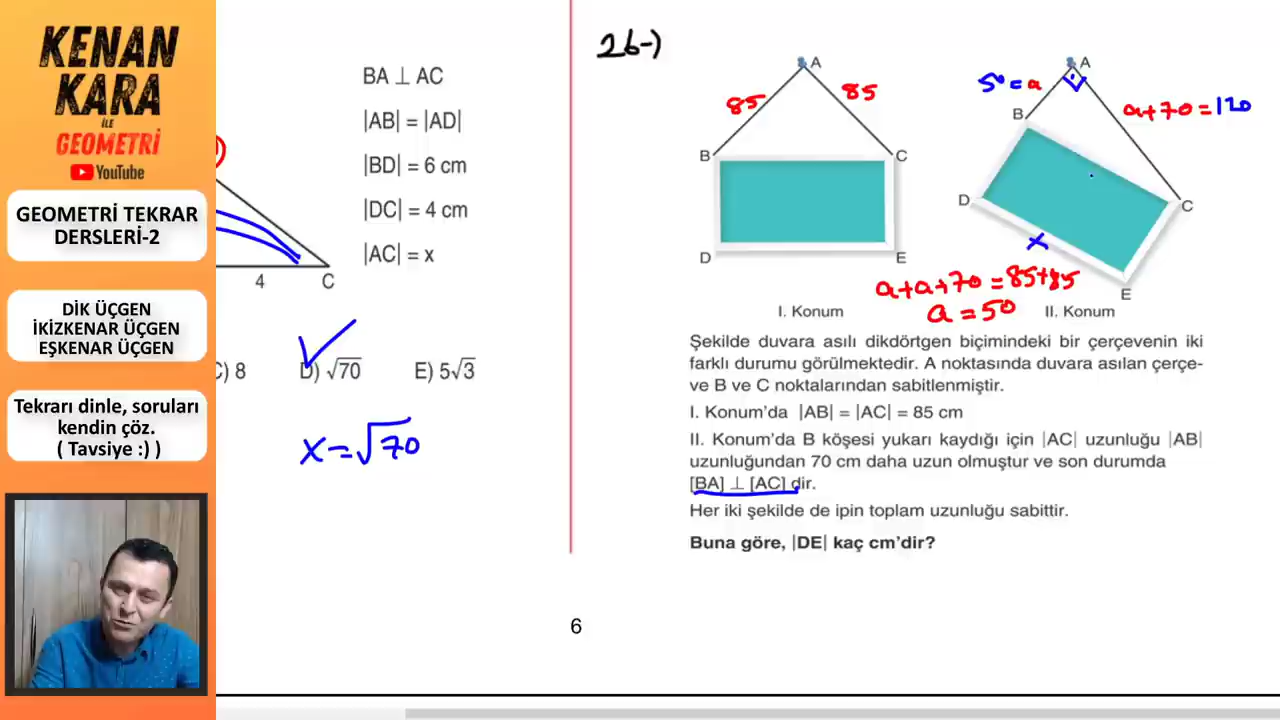 KENAN
KARA
İLE
GEOMETRİ
YouTube
GEOMETRİ TEKRAR
DERSLERİ-2
DİK ÜÇGEN
İKİZKENAR ÜÇGEN
EŞKENAR ÜÇGEN
Tekrarı dinle, soruları
kendin çöz.
( Tavsiye :) )
BA ⊥ AC
|AB| = |AD|
|BD| = 6 cm
|DC| = 4 cm
|AC| = x
4
C
C) 8
D) √70
E) 5√3
x = √70
26-)
A
85
85
B
C
D
E
I. Konum
A
50 = a
a+70 = 120
B
D
C
x
E
a+a+70 = 85+85
a = 50
II. Konum
Şekilde duvara asılı dikdörtgen biçimindeki bir çerçevenin iki
farklı durumu görülmektedir. A noktasında duvara asılan çerçe-
ve B ve C noktalarından sabitlenmiştir.
I. Konum’da |AB| = |AC| = 85 cm
II. Konum’da B köşesi yukarı kaydığı için |AC| uzunluğu |AB|
uzunluğundan 70 cm daha uzun olmuştur ve son durumda
[BA] ⊥ [AC] dir.
Her iki şekilde de ipin toplam uzunluğu sabittir.
Buna göre, |DE| kaç cm’dir?
6